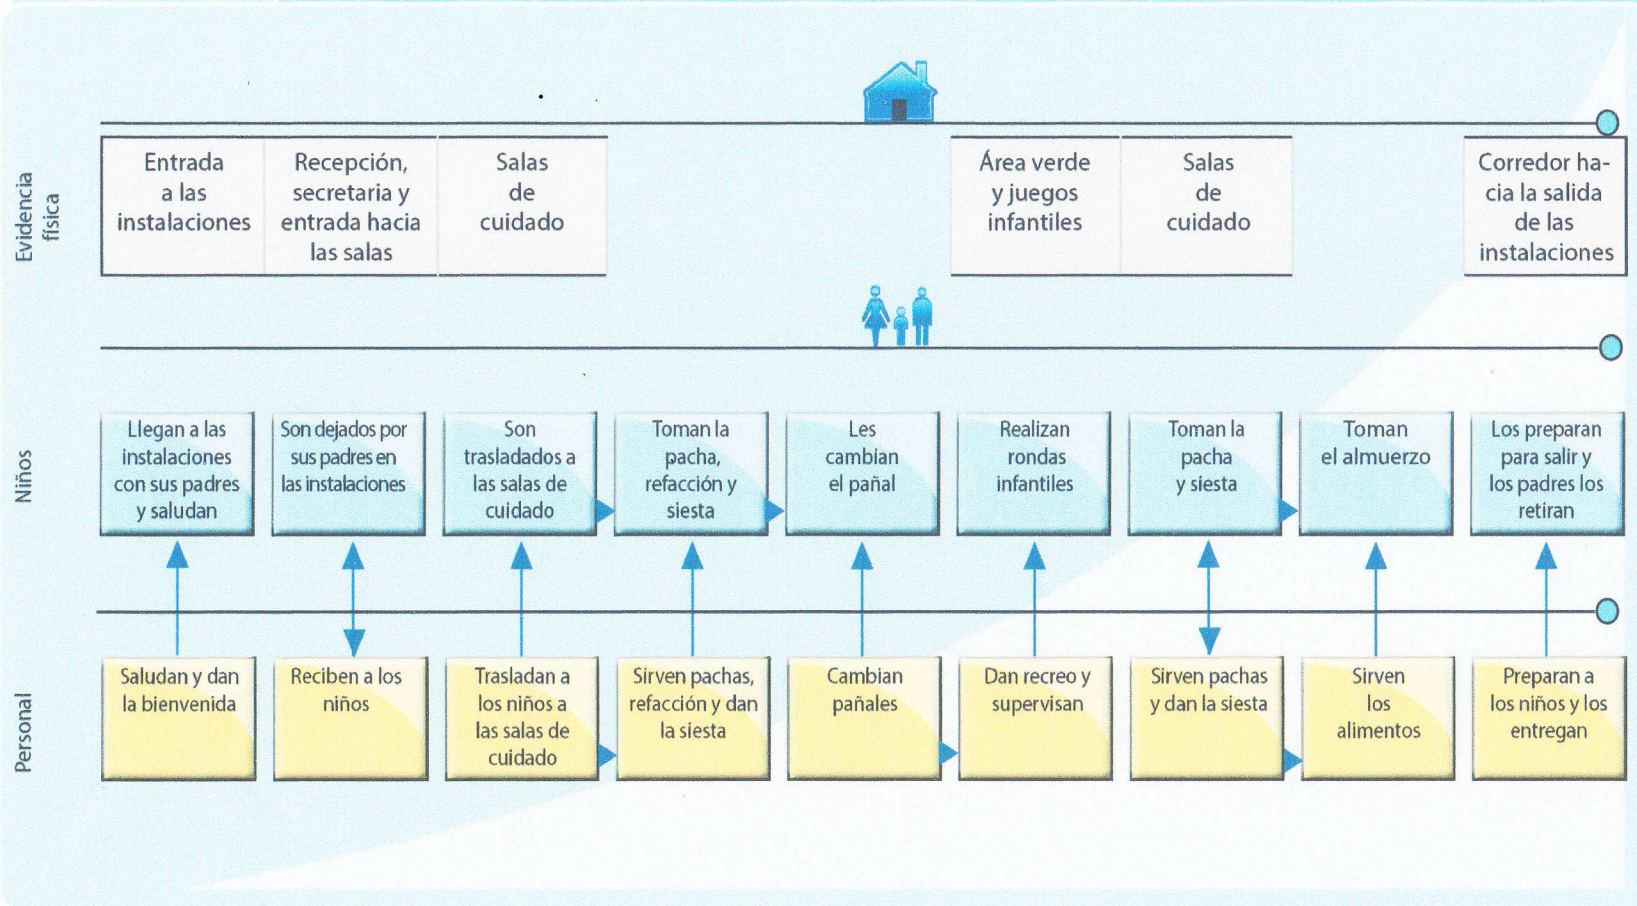 Evidencia
física
Entrada
a las
instalaciones
Recepción,
secretaria y
entrada hacia
las salas
Salas
de
cuidado
Área verde
y juegos
infantiles
Salas
de
cuidado
Corredor ha-
cia la salida
de las
instalaciones
Niños
Llegan a las
instalaciones
con sus padres
y saludan
Son dejados por
sus padres en
las instalaciones
Son
trasladados a
las salas de
cuidado
Toman la
pacha,
refacción y
siesta
Les
cambian
el pañal
Realizan
rondas
infantiles
Toman la
pacha
y siesta
Toman
el almuerzo
Los preparan
para salir y
los padres los
retiran
Personal
Saludan y dan
la bienvenida
Reciben a los
niños
Trasladan a
los niños a
las salas de
cuidado
Sirven pachas,
refacción y dan
la siesta
Cambian
pañales
Dan recreo y
supervisan
Sirven pachas
y dan la siesta
Sirven
los
alimentos
Preparan a
los niños y los
entregan